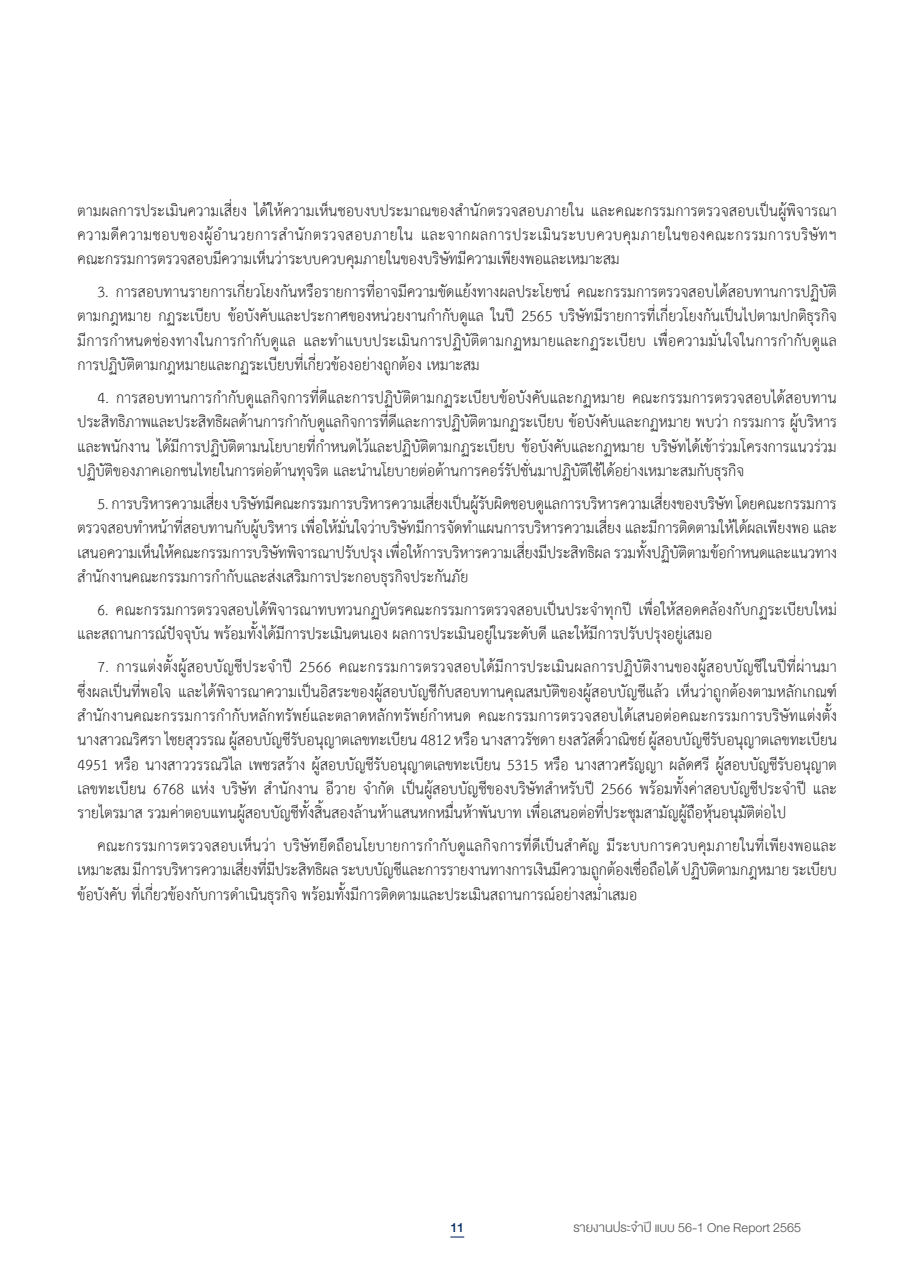 ตามผลการประเมินความเสี่ยง ได้ให้ความเห็นชอบงบประมาณของสำนักตรวจสอบภายใน และคณะกรรมการตรวจสอบเป็นผู้พิจารณา
ความดีความชอบของผู้อำนวยการสำนักตรวจสอบภายใน และจากผลการประเมินระบบควบคุมภายในของคณะกรรมการบริษัทฯ
คณะกรรมการตรวจสอบมีความเห็นว่าระบบควบคุมภายในของบริษัทมีความเพียงพอและเหมาะสม
3. การสอบทานรายการเกี่ยวโยงกันหรือรายการที่อาจมีความขัดแย้งทางผลประโยชน์ คณะกรรมการตรวจสอบได้สอบทานการปฏิบัติ
ตามกฎหมาย กฎระเบียบ ข้อบังคับและประกาศของหน่วยงานกำกับดูแล ในปี 2565 บริษัทมีรายการที่เกี่ยวโยงกันเป็นไปตามปกติธุรกิจ
มีการกำหนดช่องทางในการกำกับดูแล และทำแบบประเมินการปฏิบัติตามกฎหมายและกฎระเบียบ เพื่อความมั่นใจในการกำกับดูแล
การปฏิบัติตามกฎหมายและกฎระเบียบที่เกี่ยวข้องอย่างถูกต้อง เหมาะสม
4. การสอบทานการกำกับดูแลกิจการที่ดีและการปฏิบัติตามกฎระเบียบข้อบังคับและกฎหมาย คณะกรรมการตรวจสอบได้สอบทาน
ประสิทธิภาพและประสิทธิผลด้านการกำกับดูแลกิจการที่ดีและการปฏิบัติตามกฎระเบียบ ข้อบังคับและกฎหมาย พบว่า กรรมการ ผู้บริหาร
และพนักงาน ได้มีการปฏิบัติตามนโยบายที่กำหนดไว้และปฏิบัติตามกฎระเบียบ ข้อบังคับและกฎหมาย บริษัทได้เข้าร่วมโครงการแนวร่วม
ปฏิบัติของภาคเอกชนไทยในการต่อต้านทุจริต และนำนโยบายต่อต้านการคอร์รัปชั่นมาปฏิบัติใช้ได้อย่างเหมาะสมกับธุรกิจ
5. การบริหารความเสี่ยง บริษัทมีคณะกรรมการบริหารความเสี่ยงเป็นผู้รับผิดชอบดูแลการบริหารความเสี่ยงของบริษัท โดยคณะกรรมการ
ตรวจสอบทำหน้าที่สอบทานกับผู้บริหาร เพื่อให้มั่นใจว่าบริษัทมีการจัดทำแผนการบริหารความเสี่ยง และมีการติดตามให้ได้ผลเพียงพอ และ
เสนอความเห็นให้คณะกรรมการบริษัทพิจารณาปรับปรุง เพื่อให้การบริหารความเสี่ยงมีประสิทธิผล รวมทั้งปฏิบัติตามข้อกำหนดและแนวทาง
สำนักงานคณะกรรมการกำกับและส่งเสริมการประกอบธุรกิจประกันภัย
6. คณะกรรมการตรวจสอบได้พิจารณาทบทวนกฎบัตรคณะกรรมการตรวจสอบเป็นประจำทุกปี เพื่อให้สอดคล้องกับกฎระเบียบใหม่
และสถานการณ์ปัจจุบัน พร้อมทั้งได้มีการประเมินตนเอง ผลการประเมินอยู่ในระดับดี และให้มีการปรับปรุงอยู่เสมอ
7. การแต่งตั้งผู้สอบบัญชีประจำปี 2566 คณะกรรมการตรวจสอบได้มีการประเมินผลการปฏิบัติงานของผู้สอบบัญชีในปีที่ผ่านมา
ซึ่งผลเป็นที่พอใจ และได้พิจารณาความเป็นอิสระของผู้สอบบัญชีกับสอบทานคุณสมบัติของผู้สอบบัญชีแล้ว เห็นว่าถูกต้องตามหลักเกณฑ์
สำนักงานคณะกรรมการกำกับหลักทรัพย์และตลาดหลักทรัพย์กำหนด คณะกรรมการตรวจสอบได้เสนอต่อคณะกรรมการบริษัทแต่งตั้ง
นางสาวณริศรา ไชยสุวรรณ ผู้สอบบัญชีรับอนุญาตเลขทะเบียน 4812 หรือ นางสาวรัชดา ยงสวัสดิ์วาณิชย์ ผู้สอบบัญชีรับอนุญาตเลขทะเบียน
4951 หรือ นางสาววรรณวิไล เพชรสร้าง ผู้สอบบัญชีรับอนุญาตเลขทะเบียน 5315 หรือ นางสาวศรัญญา ผลัดศรี ผู้สอบบัญชีรับอนุญาต
เลขทะเบียน 6768 แห่ง บริษัท สำนักงาน อีวาย จำกัด เป็นผู้สอบบัญชีของบริษัทสำหรับปี 2566 พร้อมทั้งค่าสอบบัญชีประจำปี และ
รายไตรมาส รวมค่าตอบแทนผู้สอบบัญชีทั้งสิ้นสองล้านห้าแสนหกหมื่นห้าพันบาท เพื่อเสนอต่อที่ประชุมสามัญผู้ถือหุ้นอนุมัติต่อไป
คณะกรรมการตรวจสอบเห็นว่า บริษัทยึดถือนโยบายการกำกับดูแลกิจการที่ดีเป็นสำคัญ มีระบบการควบคุมภายในที่เพียงพอและ
เหมาะสม มีการบริหารความเสี่ยงที่มีประสิทธิผล ระบบบัญชีและการรายงานทางการเงินมีความถูกต้องเชื่อถือได้ ปฏิบัติตามกฎหมาย ระเบียบ
ข้อบังคับ ที่เกี่ยวข้องกับการดำเนินธุรกิจ พร้อมทั้งมีการติดตามและประเมินสถานการณ์อย่างสม่ำเสมอ
11
รายงานประจำปี แบบ 56-1 One Report 2565